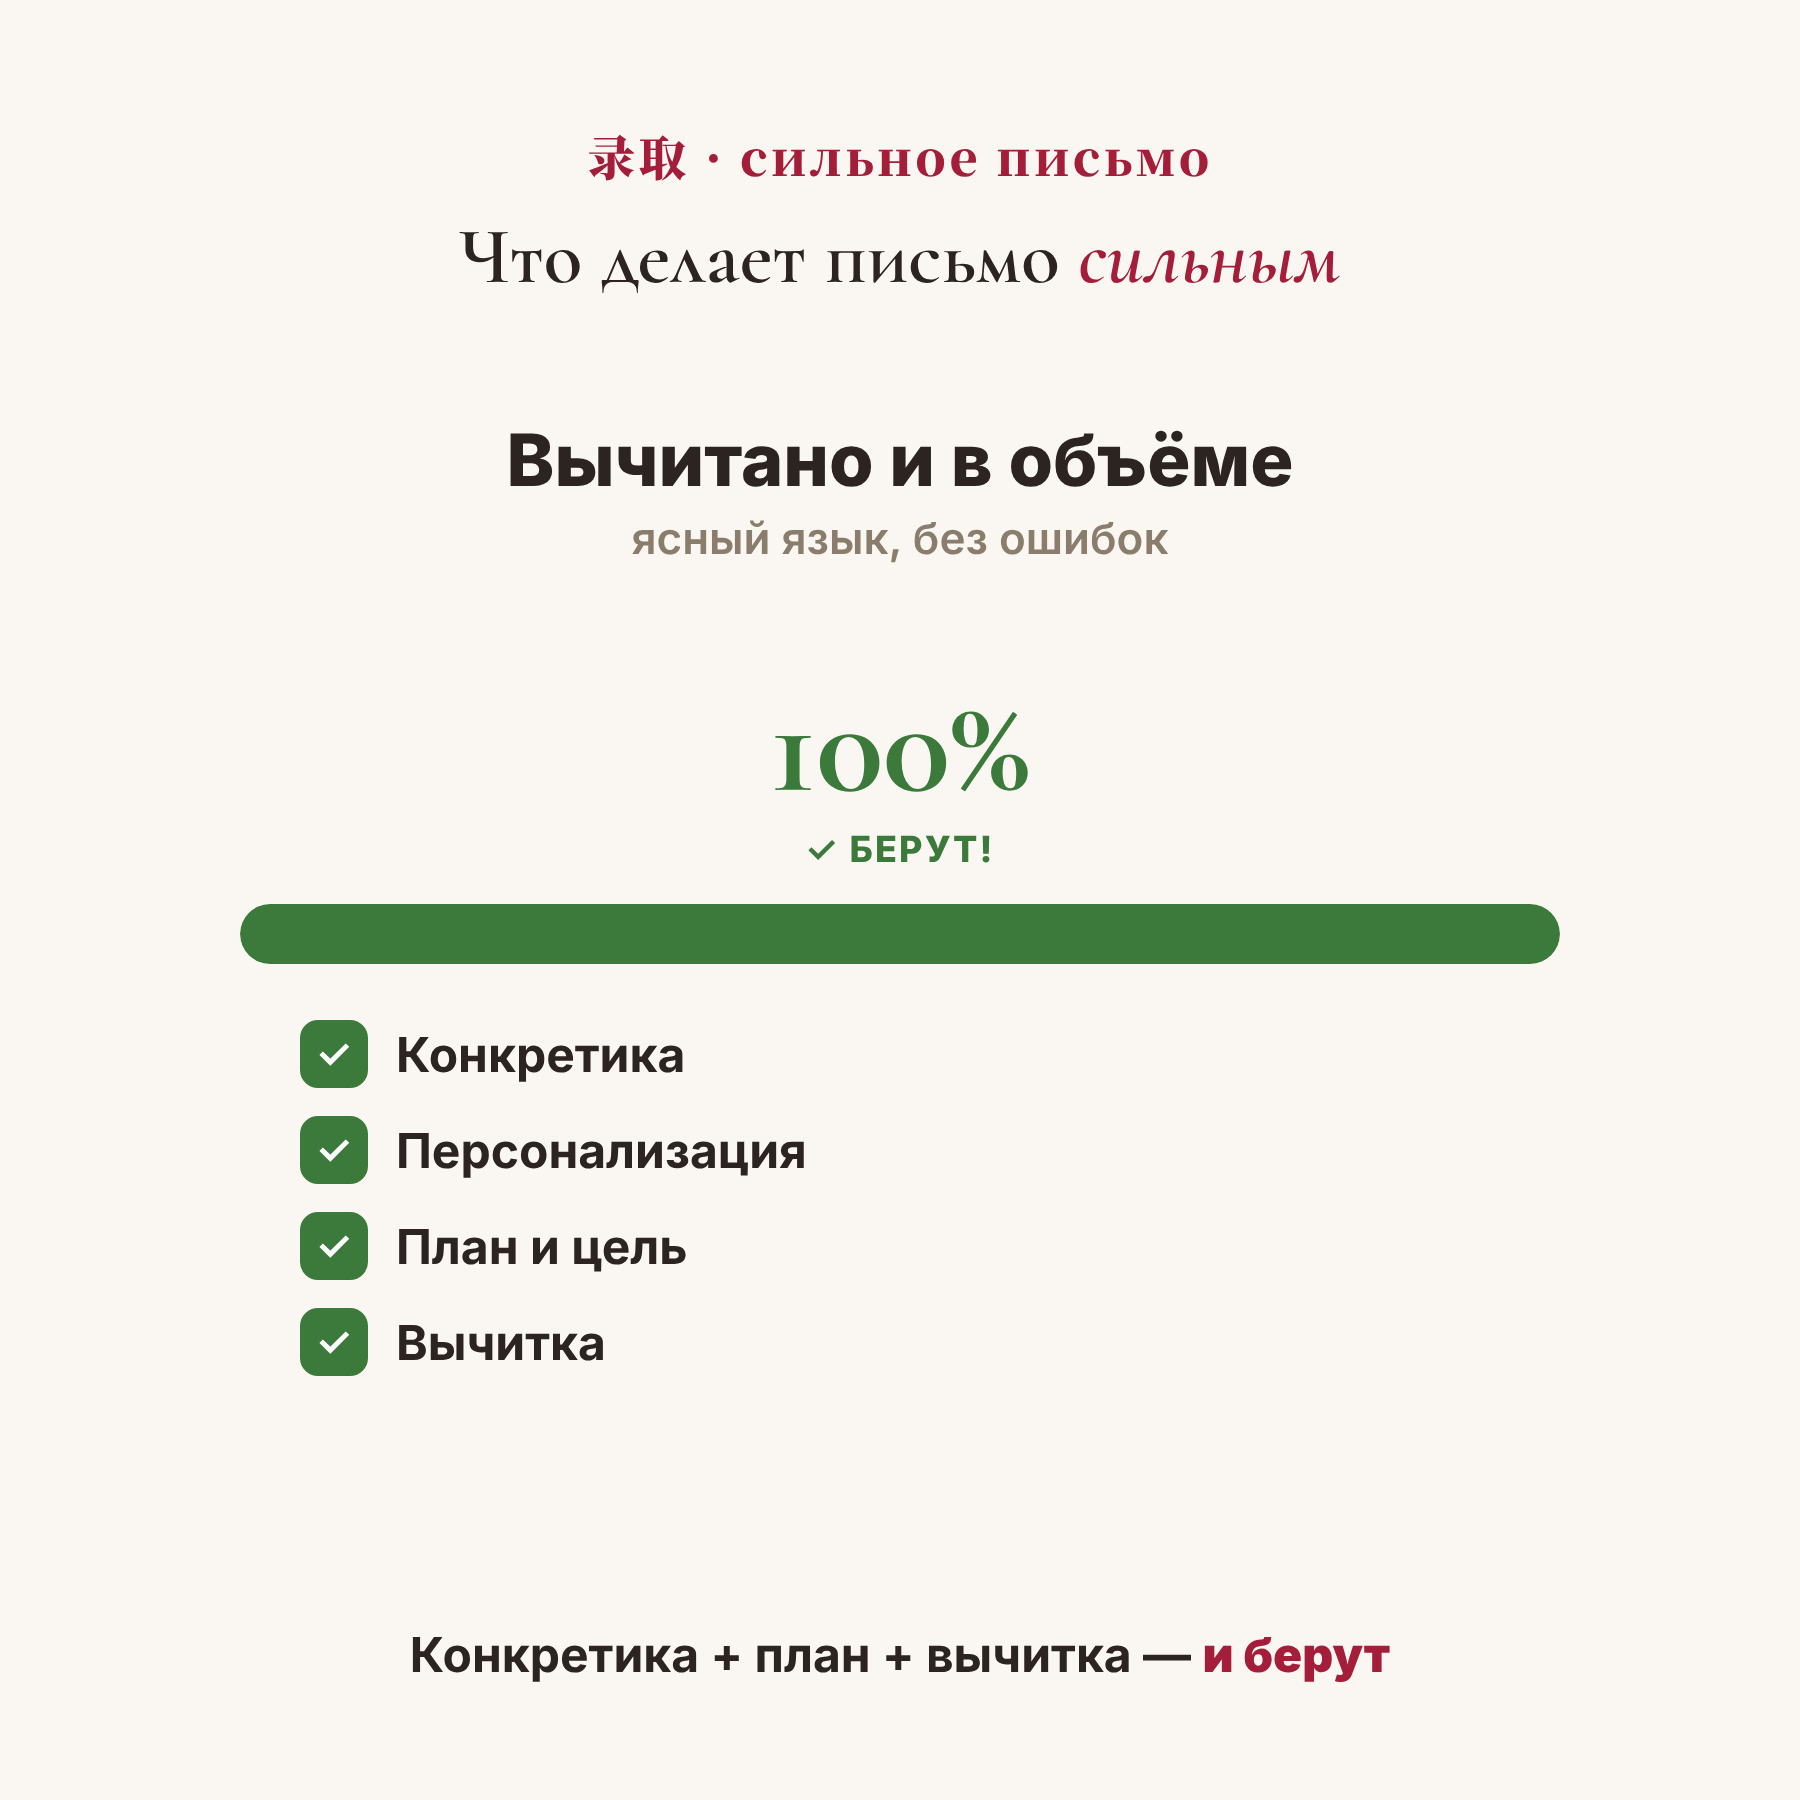 录取 · сильное письмо
Что делает письмо сильным
Вычитано и в объёме
ясный язык, без ошибок
100%
✓ БЕРУТ!
Конкретика
Персонализация
План и цель
Вычитка
Конкретика + план + вычитка — и берут